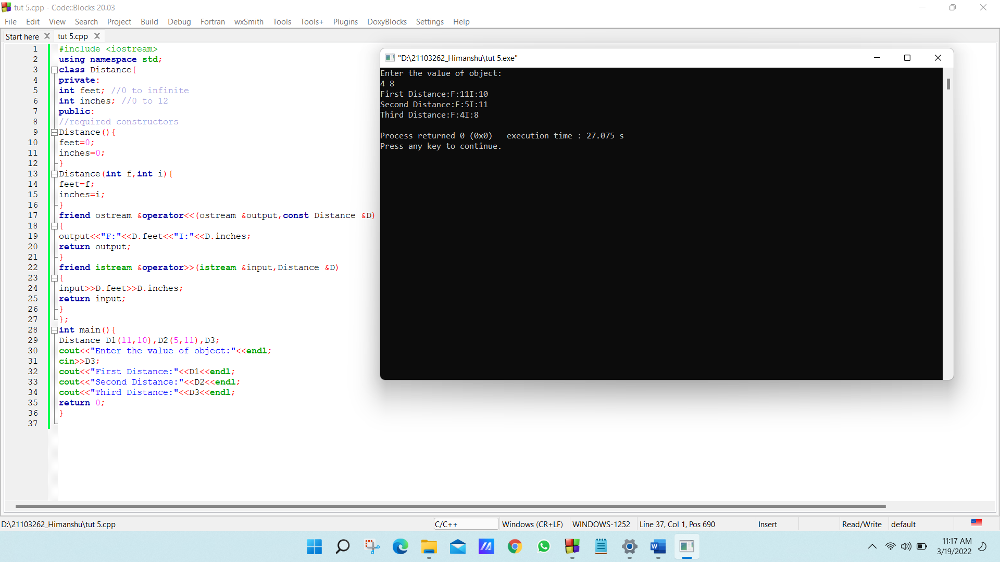 tut 5.cpp - Code::Blocks 20.03
File Edit View Search Project Build Debug Fortran wxSmith Tools Tools+ Plugins DoxyBlocks Settings Help
Start here tut 5.cpp
1 #include <iostream>
2 using namespace std;
3 class Distance{
4 private:
5 int feet; //0 to infinite
6 int inches; //0 to 12
7 public:
8 //required constructors
9 Distance(){
10 feet=0;
11 inches=0;
12 }
13 Distance(int f,int i){
14 feet=f;
15 inches=i;
16 }
17 friend ostream &operator<<(ostream &output,const Distance &D)
18 {
19 output<<"F:"<<D.feet<<"I:"<<D.inches;
20 return output;
21 }
22 friend istream &operator>>(istream &input,Distance &D)
23 {
24 input>>D.feet>>D.inches;
25 return input;
26 }
27 };
28 int main(){
29 Distance D1(11,10),D2(5,11),D3;
30 cout<<"Enter the value of object:"<<endl;
31 cin>>D3;
32 cout<<"First Distance:"<<D1<<endl;
33 cout<<"Second Distance:"<<D2<<endl;
34 cout<<"Third Distance:"<<D3<<endl;
35 return 0;
36 }
37
"D:\21103262_Himanshu\tut 5.exe"
Enter the value of object:
4 8
First Distance:F:11I:10
Second Distance:F:5I:11
Third Distance:F:4I:8
Process returned 0 (0x0)   execution time : 27.075 s
Press any key to continue.
D:\21103262_Himanshu\tut 5.cpp C/C++ Windows (CR+LF) WINDOWS-1252 Line 37, Col 1, Pos 690 Insert Read/Write default
11:17 AM
3/19/2022